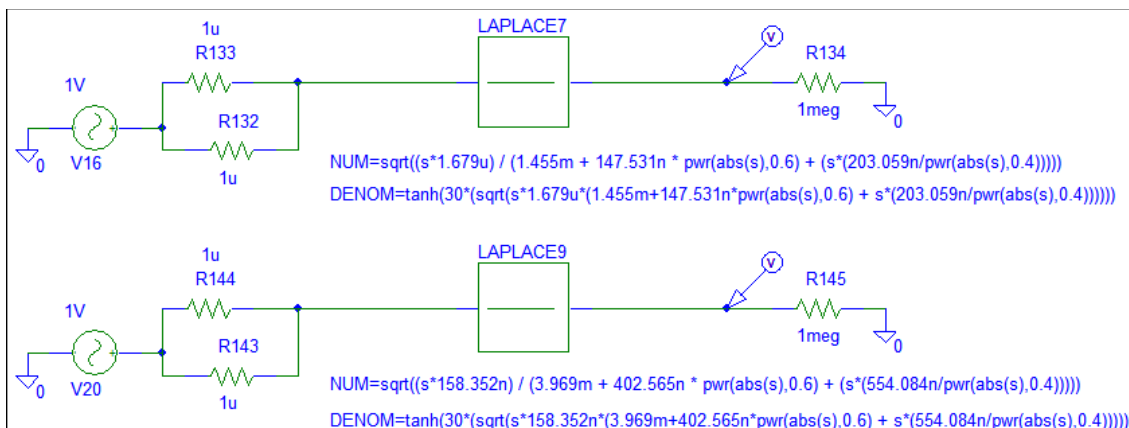 1u
LAPLACE7
R133
V
R134
1V
R132
1meg
0
0
V16
1u
NUM=sqrt((s*1.679u) / (1.455m + 147.531n * pwr(abs(s),0.6) + (s*(203.059n/pwr(abs(s),0.4)))))
DENOM=tanh(30*(sqrt(s*1.679u*(1.455m+147.531n*pwr(abs(s),0.6) + s*(203.059n/pwr(abs(s),0.4))))))
1u
LAPLACE9
R144
V
R145
1V
R143
1meg
0
0
V20
1u
NUM=sqrt((s*158.352n) / (3.969m + 402.565n * pwr(abs(s),0.6) + (s*(554.084n/pwr(abs(s),0.4)))))
DENOM=tanh(30*(sqrt(s*158.352n*(3.969m+402.565n*pwr(abs(s),0.6) + s*(554.084n/pwr(abs(s),0.4)))))